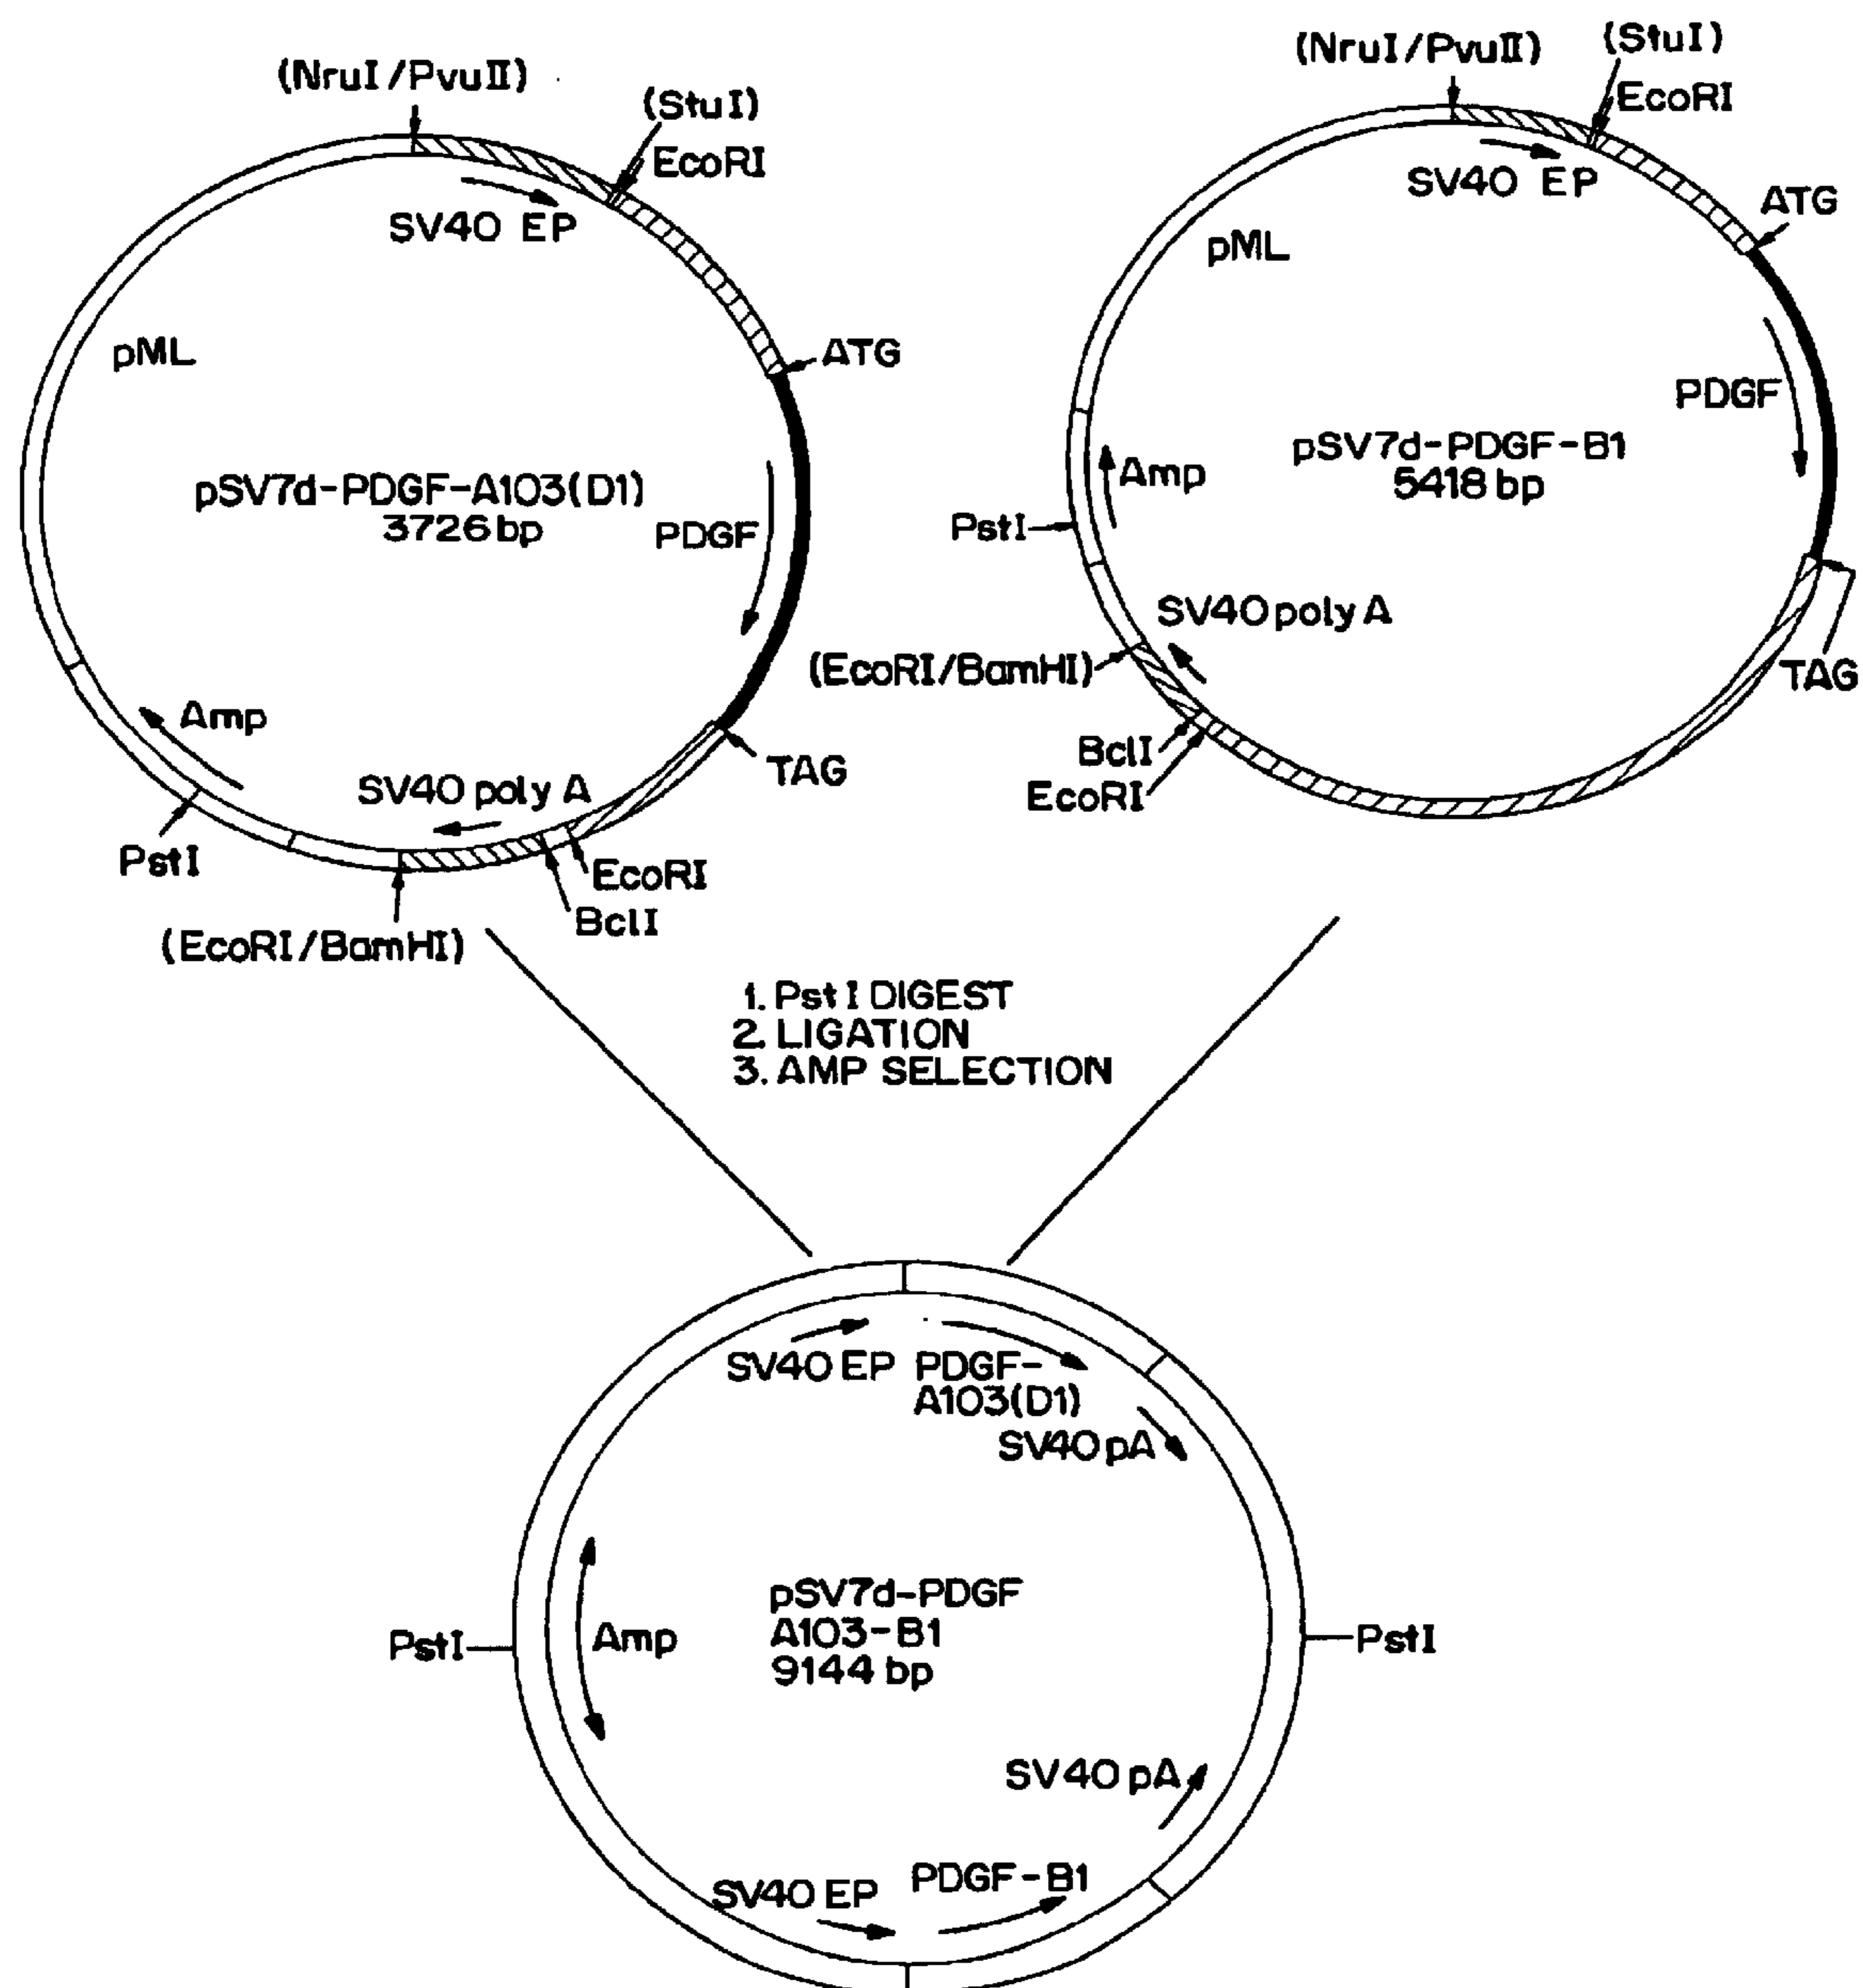 (NruI/PvuII)
(StuI)
EcoRI
SV40 EP
pML
ATG
pSV7d-PDGF-A103(D1)
3726 bp
PDGF
Amp
TAG
SV40 poly A
PstI
EcoRI
BclI
(EcoRI/BamHI)
(NruI/PvuII)
(StuI)
EcoRI
SV40 EP
ATG
pML
PDGF
pSV7d-PDGF-B1
5418 bp
Amp
PstI
SV40 poly A
(EcoRI/BamHI)
TAG
BclI
EcoRI
1. PstI DIGEST
2. LIGATION
3. AMP SELECTION
SV40 EP
PDGF-
A103(D1)
SV40 pA
pSV7d-PDGF
A103-B1
9144 bp
PstI
Amp
PstI
SV40 pA
SV40 EP
PDGF-B1